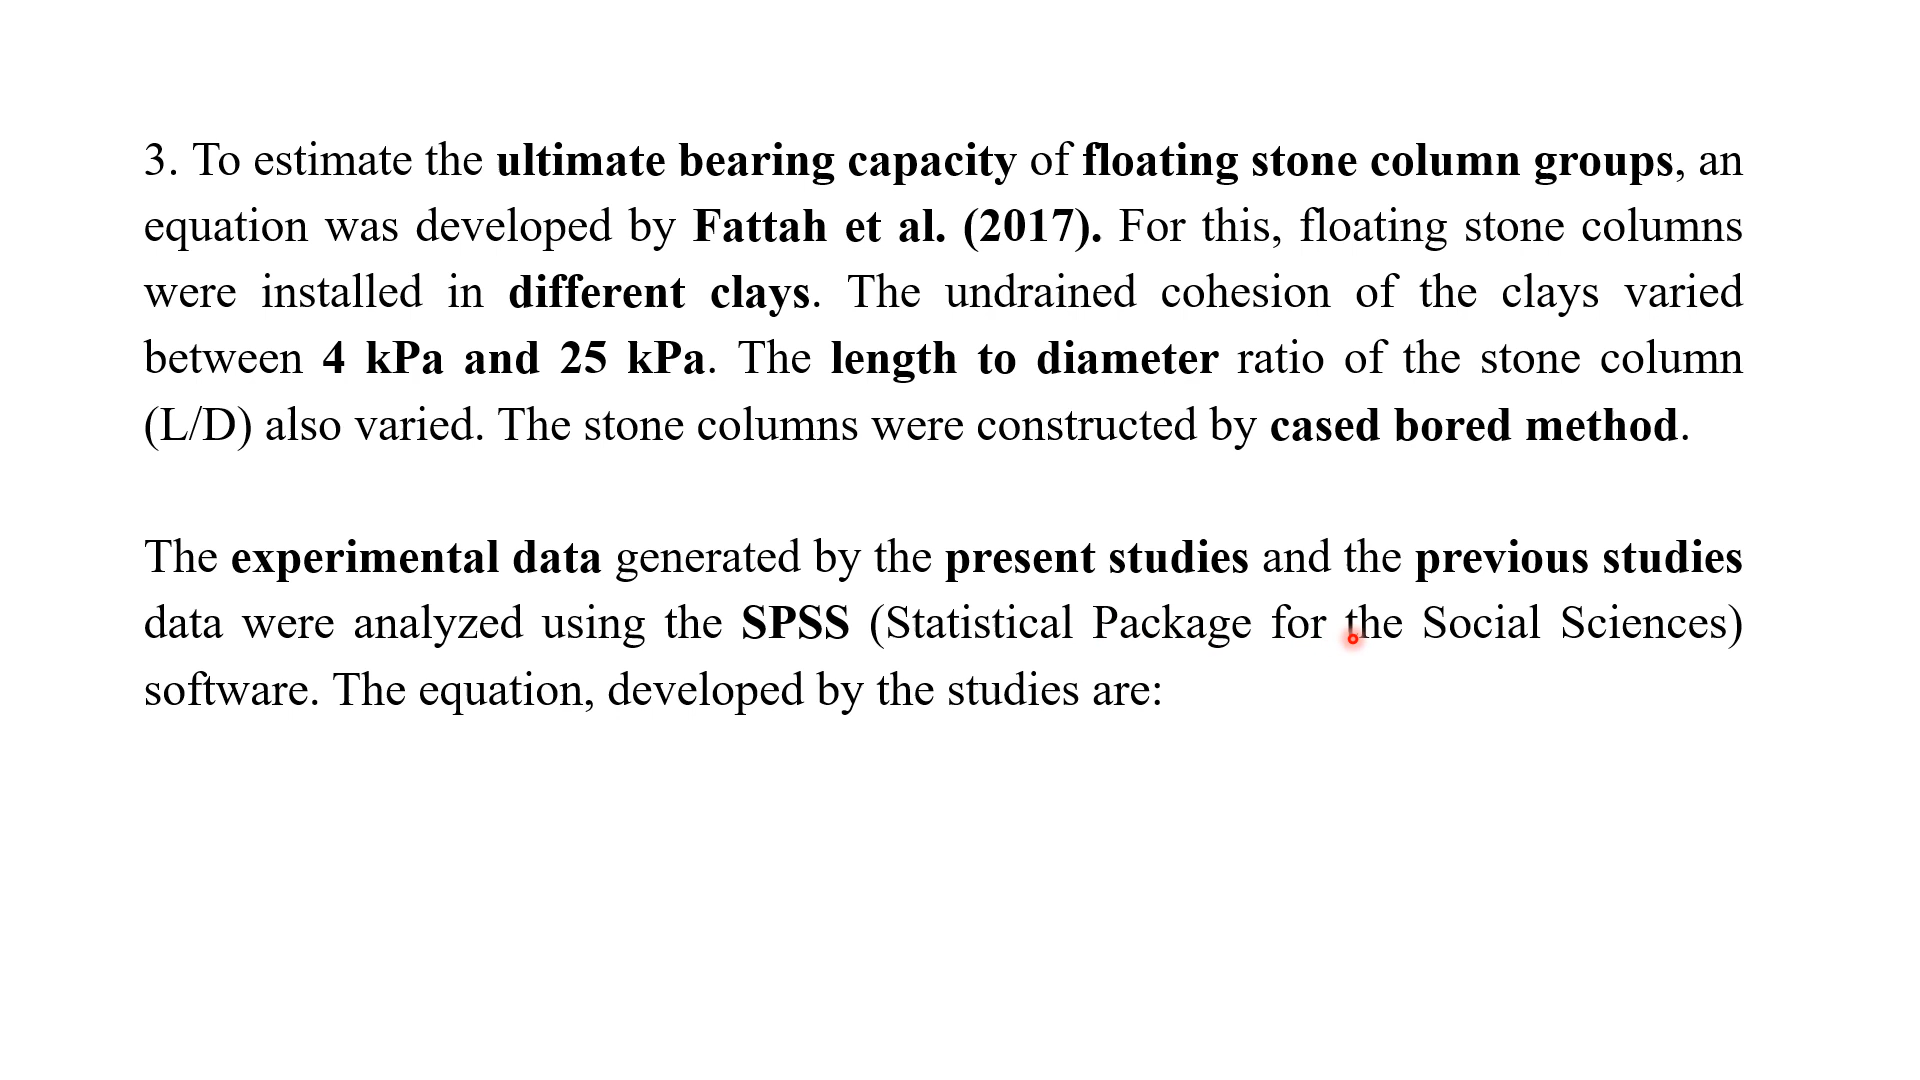 3. To estimate the ultimate bearing capacity of floating stone column groups, an
equation was developed by Fattah et al. (2017). For this, floating stone columns
were installed in different clays. The undrained cohesion of the clays varied
between 4 kPa and 25 kPa. The length to diameter ratio of the stone column
(L/D) also varied. The stone columns were constructed by cased bored method.
The experimental data generated by the present studies and the previous studies
data were analyzed using the SPSS (Statistical Package for the Social Sciences)
software. The equation, developed by the studies are: